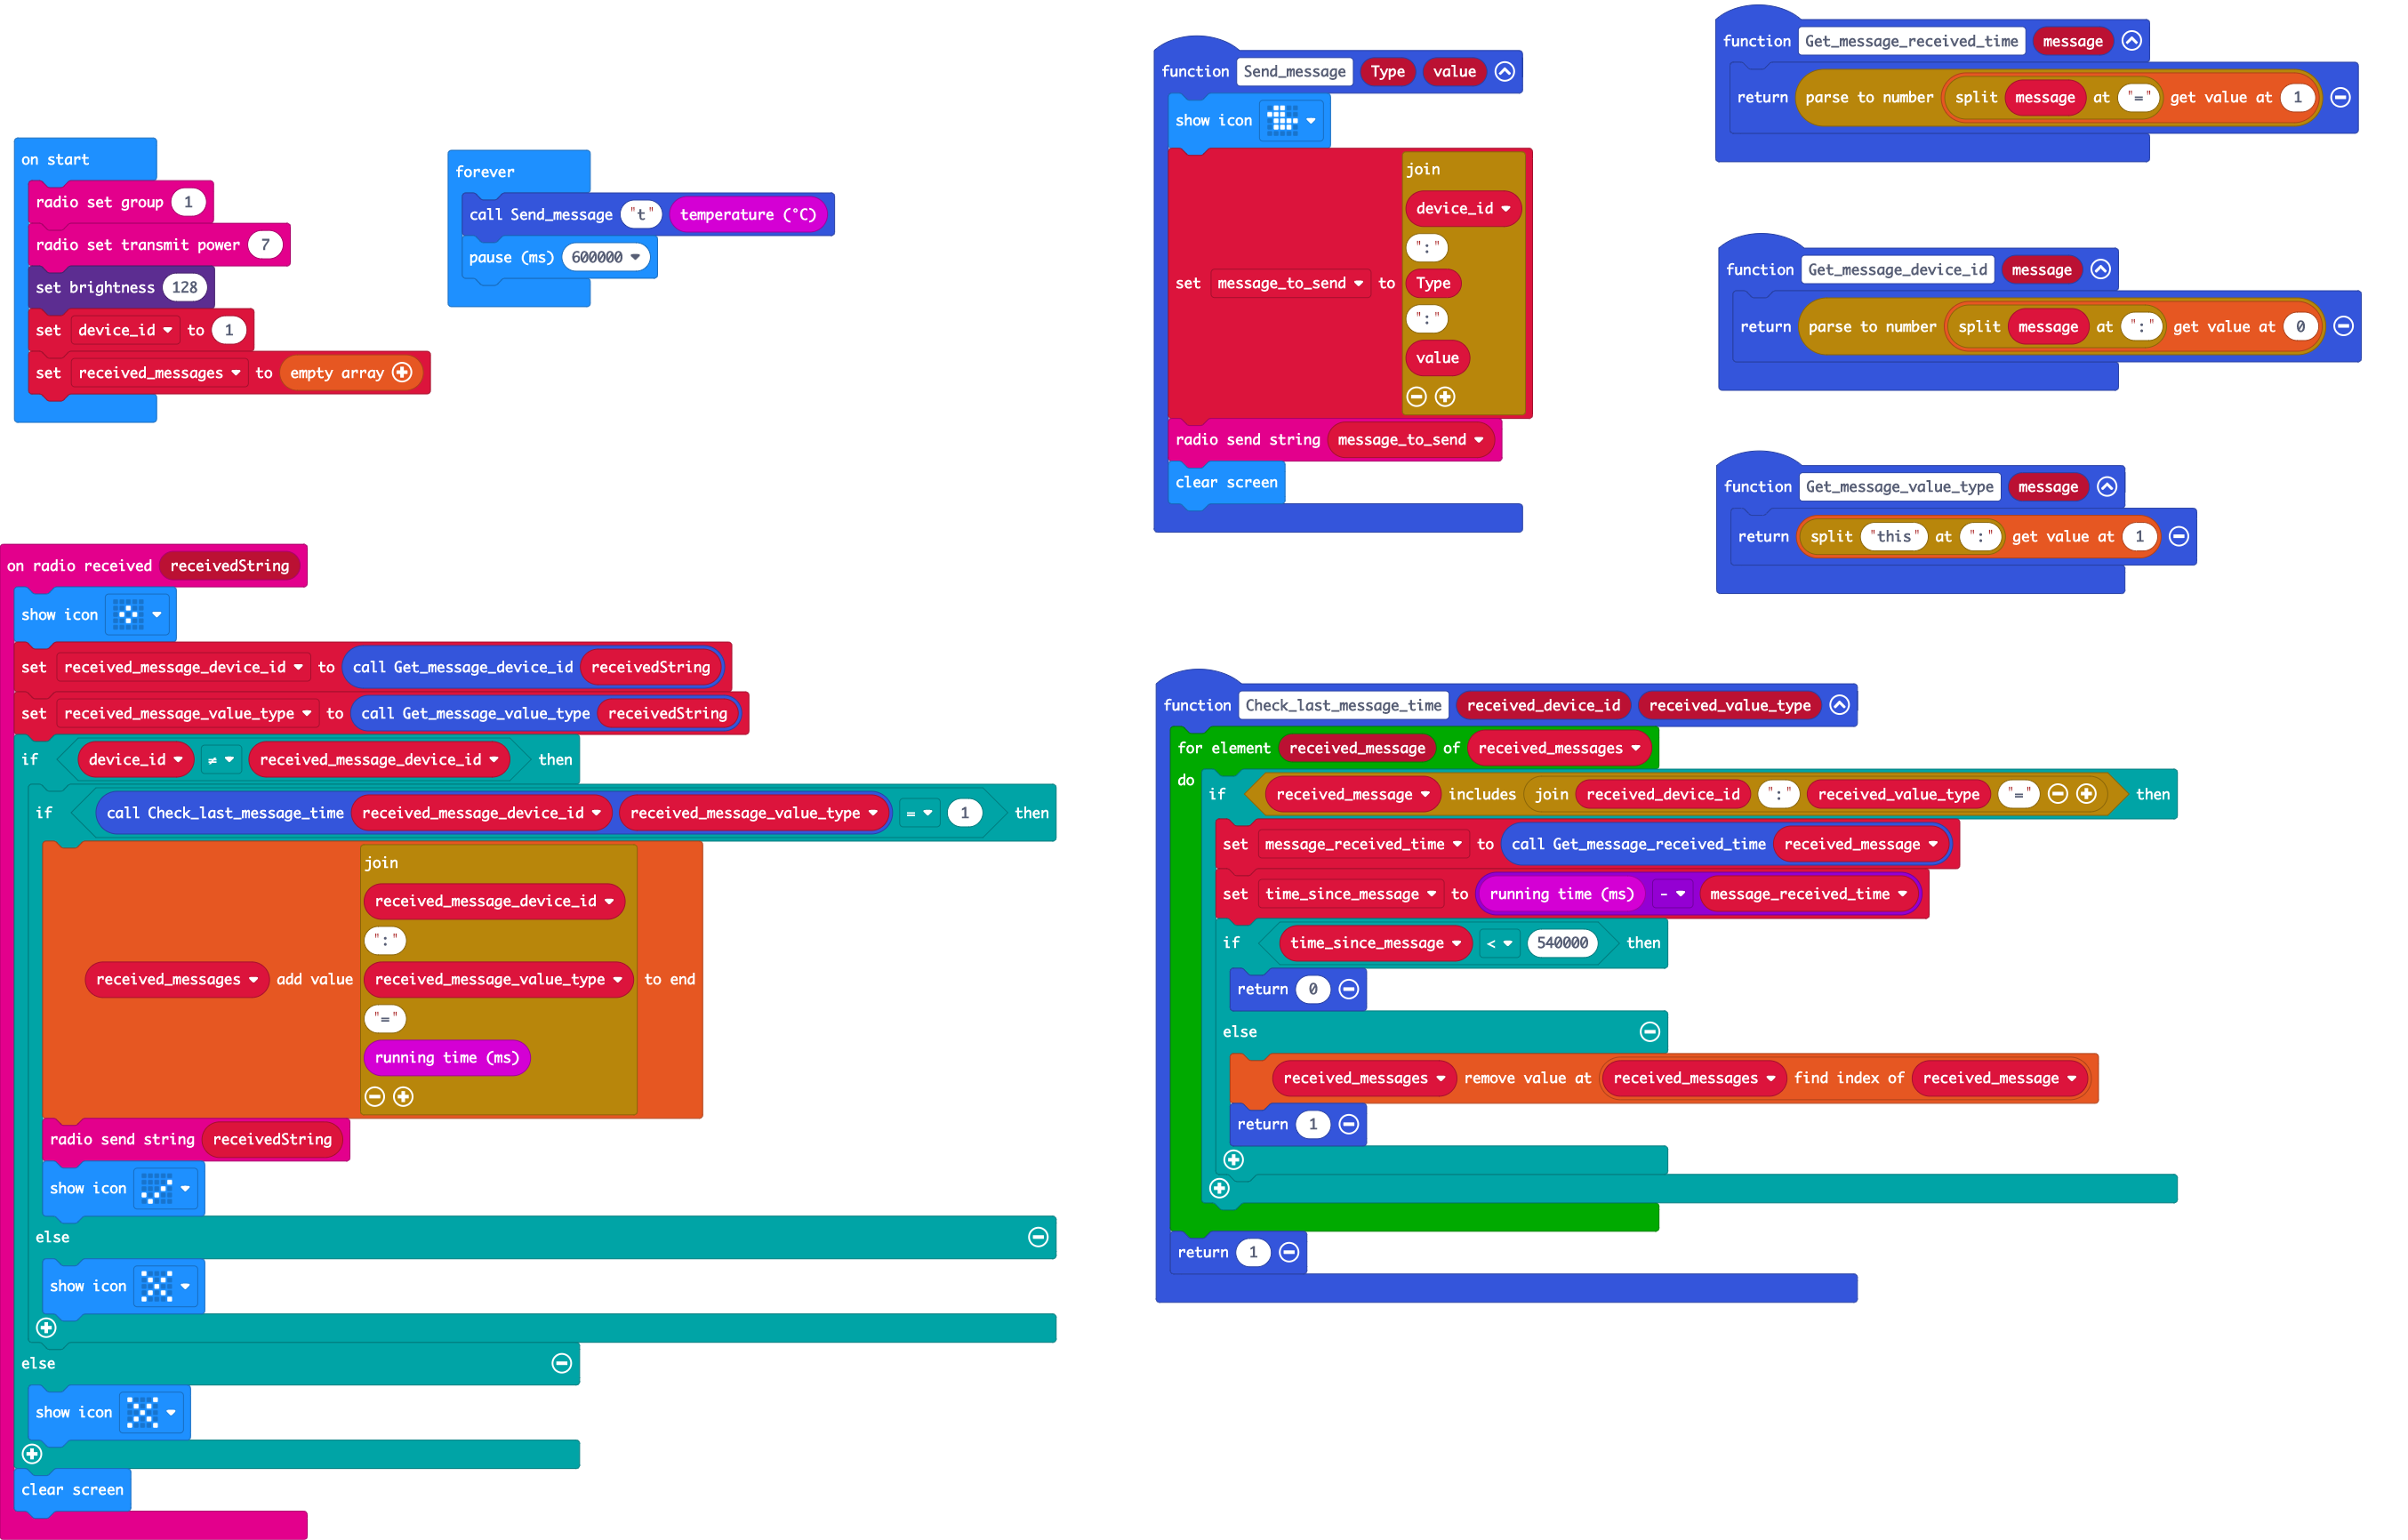 on start
radio set group 1
radio set transmit power 7
set brightness 128
set device_id to 1
set received_messages to empty array
forever
call Send_message "t" temperature (°C)
pause (ms) 600000
function Send_message Type value
show icon
set message_to_send to join
device_id
":"
Type
":"
value
radio send string message_to_send
clear screen
function Get_message_received_time message
return parse to number split message at "=" get value at 1
function Get_message_device_id message
return parse to number split message at ":" get value at 0
function Get_message_value_type message
return split "this" at ":" get value at 1
on radio received receivedString
show icon
set received_message_device_id to call Get_message_device_id receivedString
set received_message_value_type to call Get_message_value_type receivedString
if device_id ≠ received_message_device_id then
if call Check_last_message_time received_message_device_id received_message_value_type = 1 then
join
received_message_device_id
":"
received_messages add value received_message_value_type to end
"="
running time (ms)
radio send string receivedString
show icon
else
show icon
else
show icon
clear screen
function Check_last_message_time received_device_id received_value_type
for element received_message of received_messages
do
if received_message includes join received_device_id ":" received_value_type "=" then
set message_received_time to call Get_message_received_time received_message
set time_since_message to running time (ms) - message_received_time
if time_since_message < 540000 then
return 0
else
received_messages remove value at received_messages find index of received_message
return 1
return 1